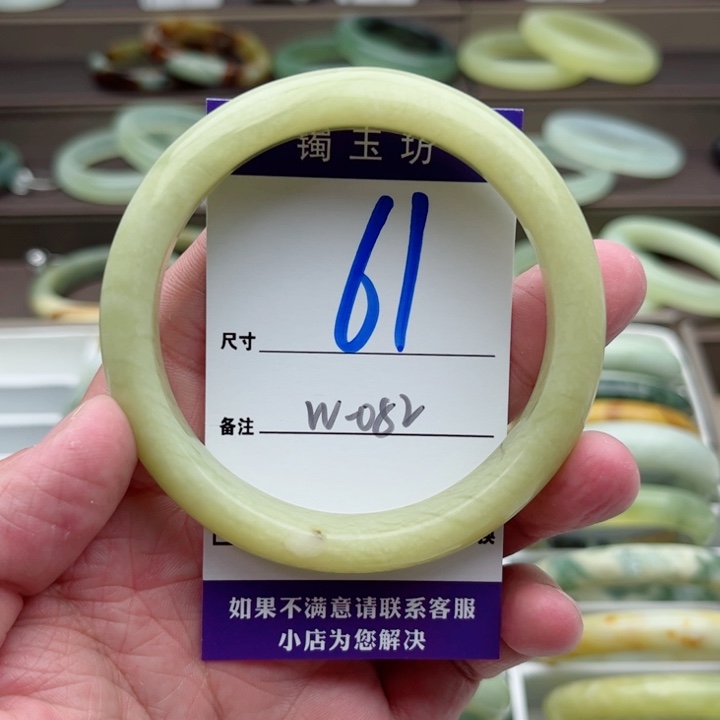 镯玉坊
61
尺寸
W-082
备注
如果不满意请联系客服
小店为您解决